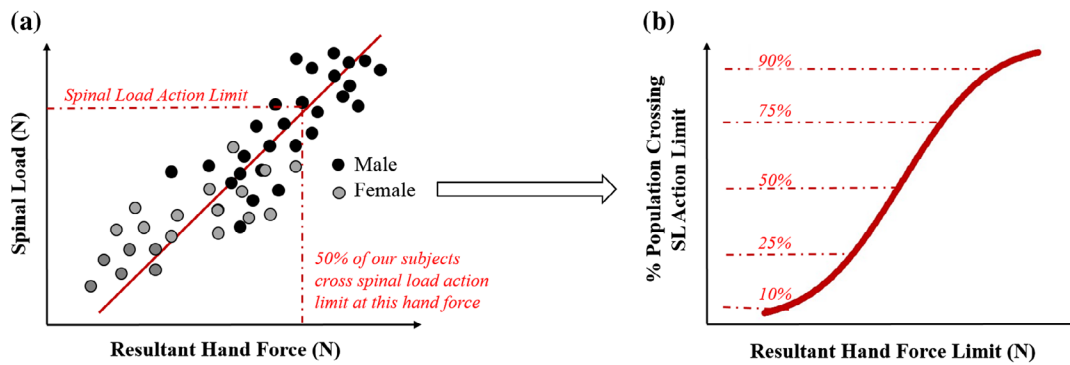 (a)
Spinal Load (N)
Spinal Load Action Limit
Male
Female
50% of our subjects
cross spinal load action
limit at this hand force
Resultant Hand Force (N)
(b)
% Population Crossing
SL Action Limit
90%
75%
50%
25%
10%
Resultant Hand Force Limit (N)